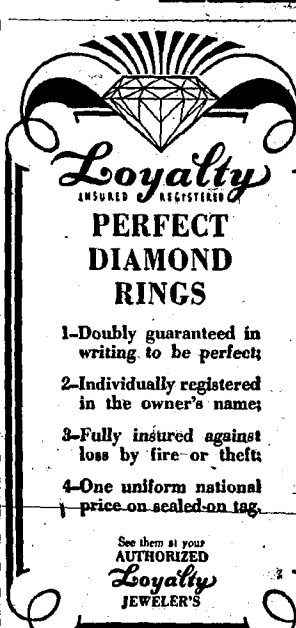 Loyalty
INSURED & REGISTERED
PERFECT
DIAMOND
RINGS
1-Doubly guaranteed in
writing to be perfect;
2-Individually registered
in the owner's name;
3-Fully insured against
loss by fire or theft;
4-One uniform national
price on sealed-on tag.
See them at your
AUTHORIZED
Loyalty
JEWELER'S